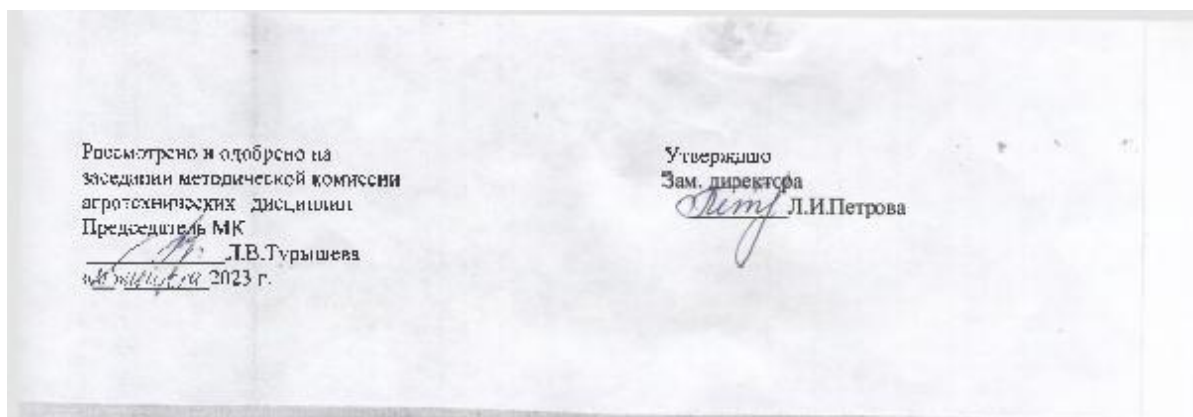 Рассмотрено и одобрено на
заседании методической комиссии
агротехнических дисциплин
Председатель МК
Л.В.Турышева
2023 г.
Утверждаю
Зам. директора
Л.И.Петрова